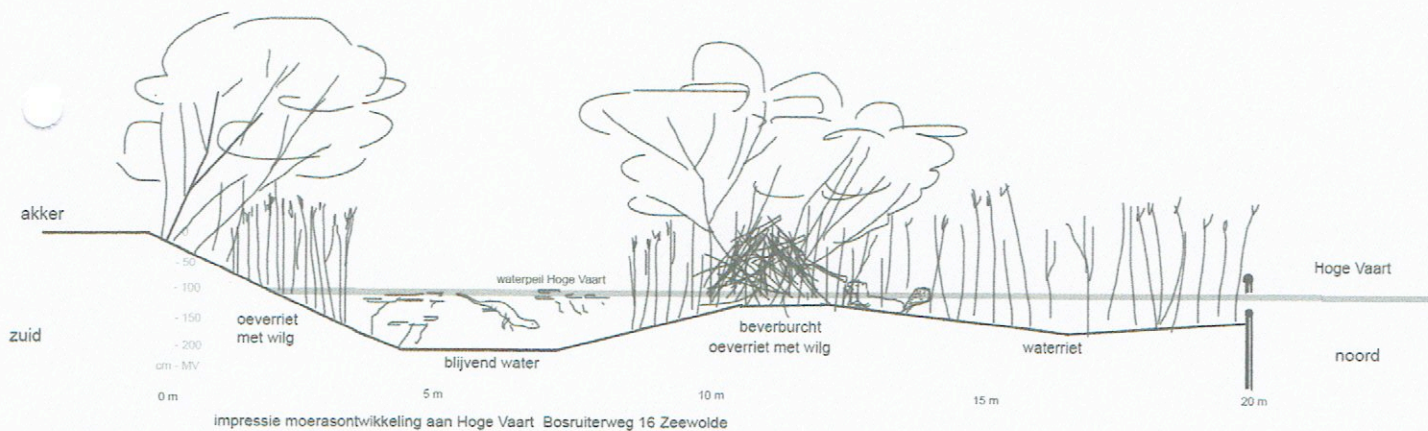 akker
0
- 50
- 100
- 150
- 200
cm - MV
zuid
oeverriet
met wilg
waterpeil Hoge Vaart
blijvend water
beverburcht
oeverriet met wilg
waterriet
Hoge Vaart
noord
0 m
5 m
10 m
15 m
20 m
impressie moerasontwikkeling aan Hoge Vaart Bosruiterweg 16 Zeewolde